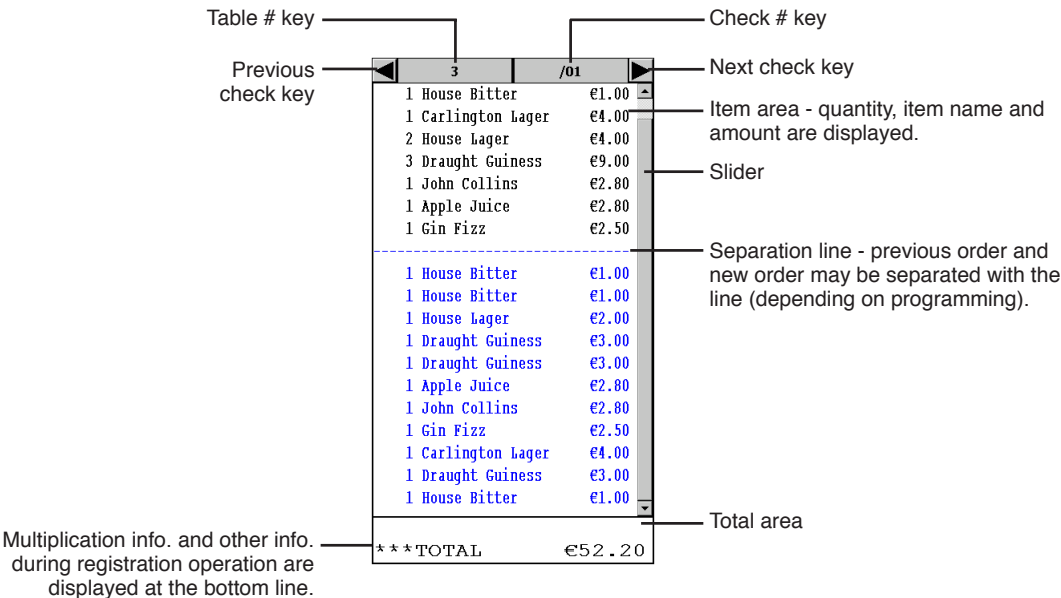 Table # key
Check # key
Previous
check key
Next check key
3 /01
1 House Bitter €1.00
1 Carlington Lager €4.00
2 House Lager €4.00
3 Draught Guiness €9.00
1 John Collins €2.80
1 Apple Juice €2.80
1 Gin Fizz €2.50
Item area - quantity, item name and
amount are displayed.
Slider
Separation line - previous order and
new order may be separated with the
line (depending on programming).
1 House Bitter €1.00
1 House Bitter €1.00
1 House Lager €2.00
1 Draught Guiness €3.00
1 Draught Guiness €3.00
1 Apple Juice €2.80
1 John Collins €2.80
1 Gin Fizz €2.50
1 Carlington Lager €4.00
1 Draught Guiness €3.00
1 House Bitter €1.00
Total area
***TOTAL €52.20
Multiplication info. and other info.
during registration operation are
displayed at the bottom line.